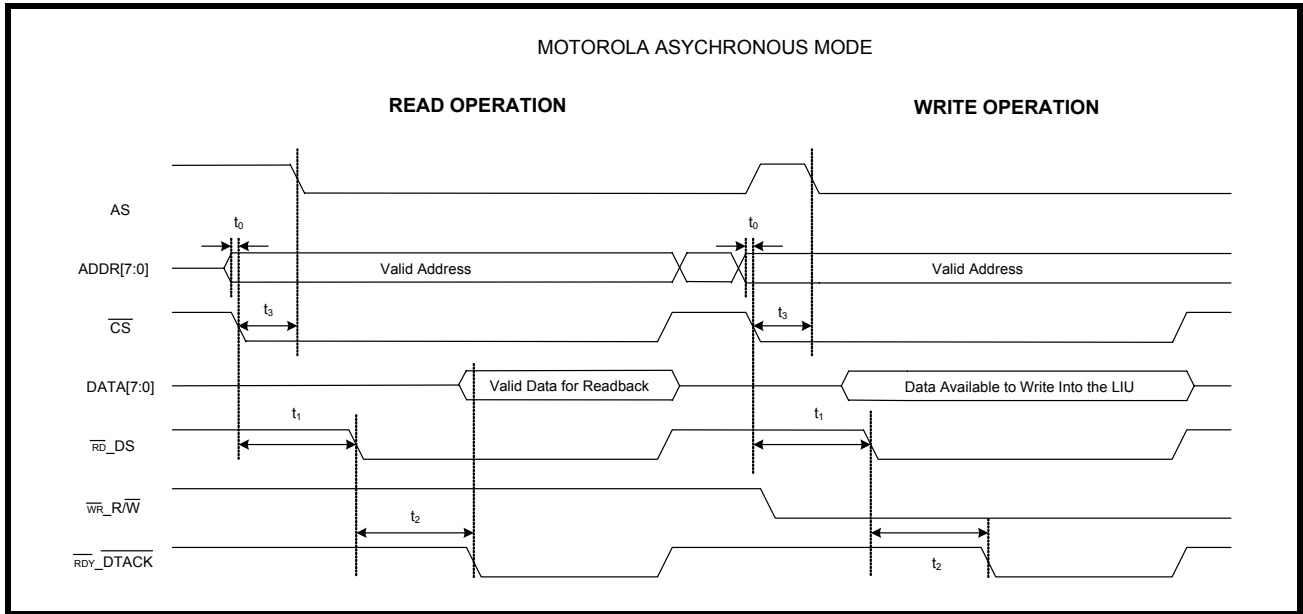 MOTOROLA ASYCHRONOUS MODE
READ OPERATION
WRITE OPERATION
AS
t0
t0
ADDR[7:0]
Valid Address
Valid Address
CS
t3
t3
DATA[7:0]
Valid Data for Readback
Data Available to Write Into the LIU
t1
t1
RD_DS
WR_R/W
t2
t2
RDY_DTACK